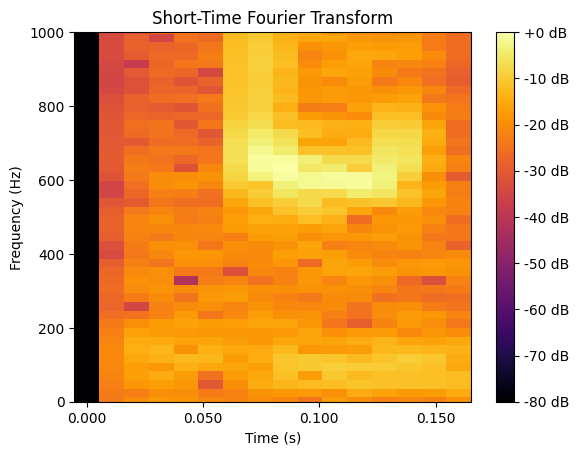 Short-Time Fourier Transform
Frequency (Hz)
1000
800
600
400
200
0
0.000
0.050
0.100
0.150
Time (s)
+0 dB
-10 dB
-20 dB
-30 dB
-40 dB
-50 dB
-60 dB
-70 dB
-80 dB